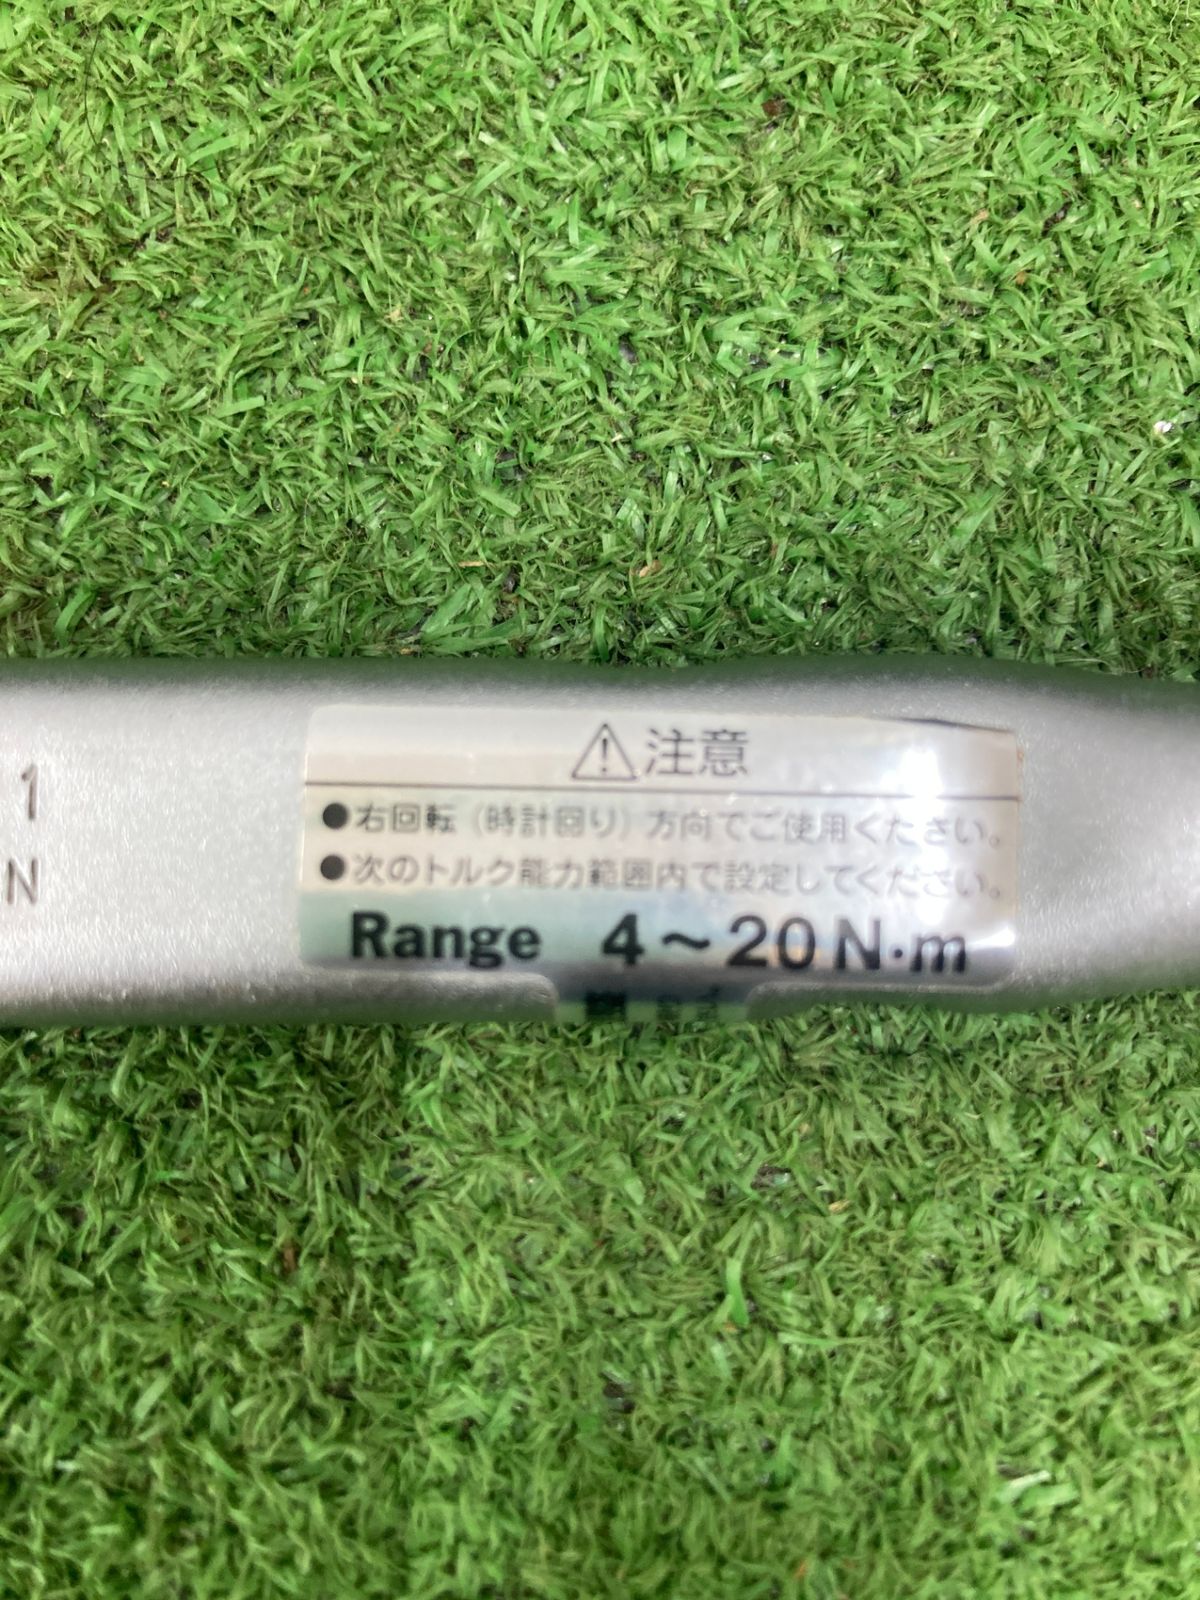 1
N
⚠注意
●右回転（時計回り）方向でご使用ください。
●次のトルク能力範囲内で設定してください。
Range 4～20N·m